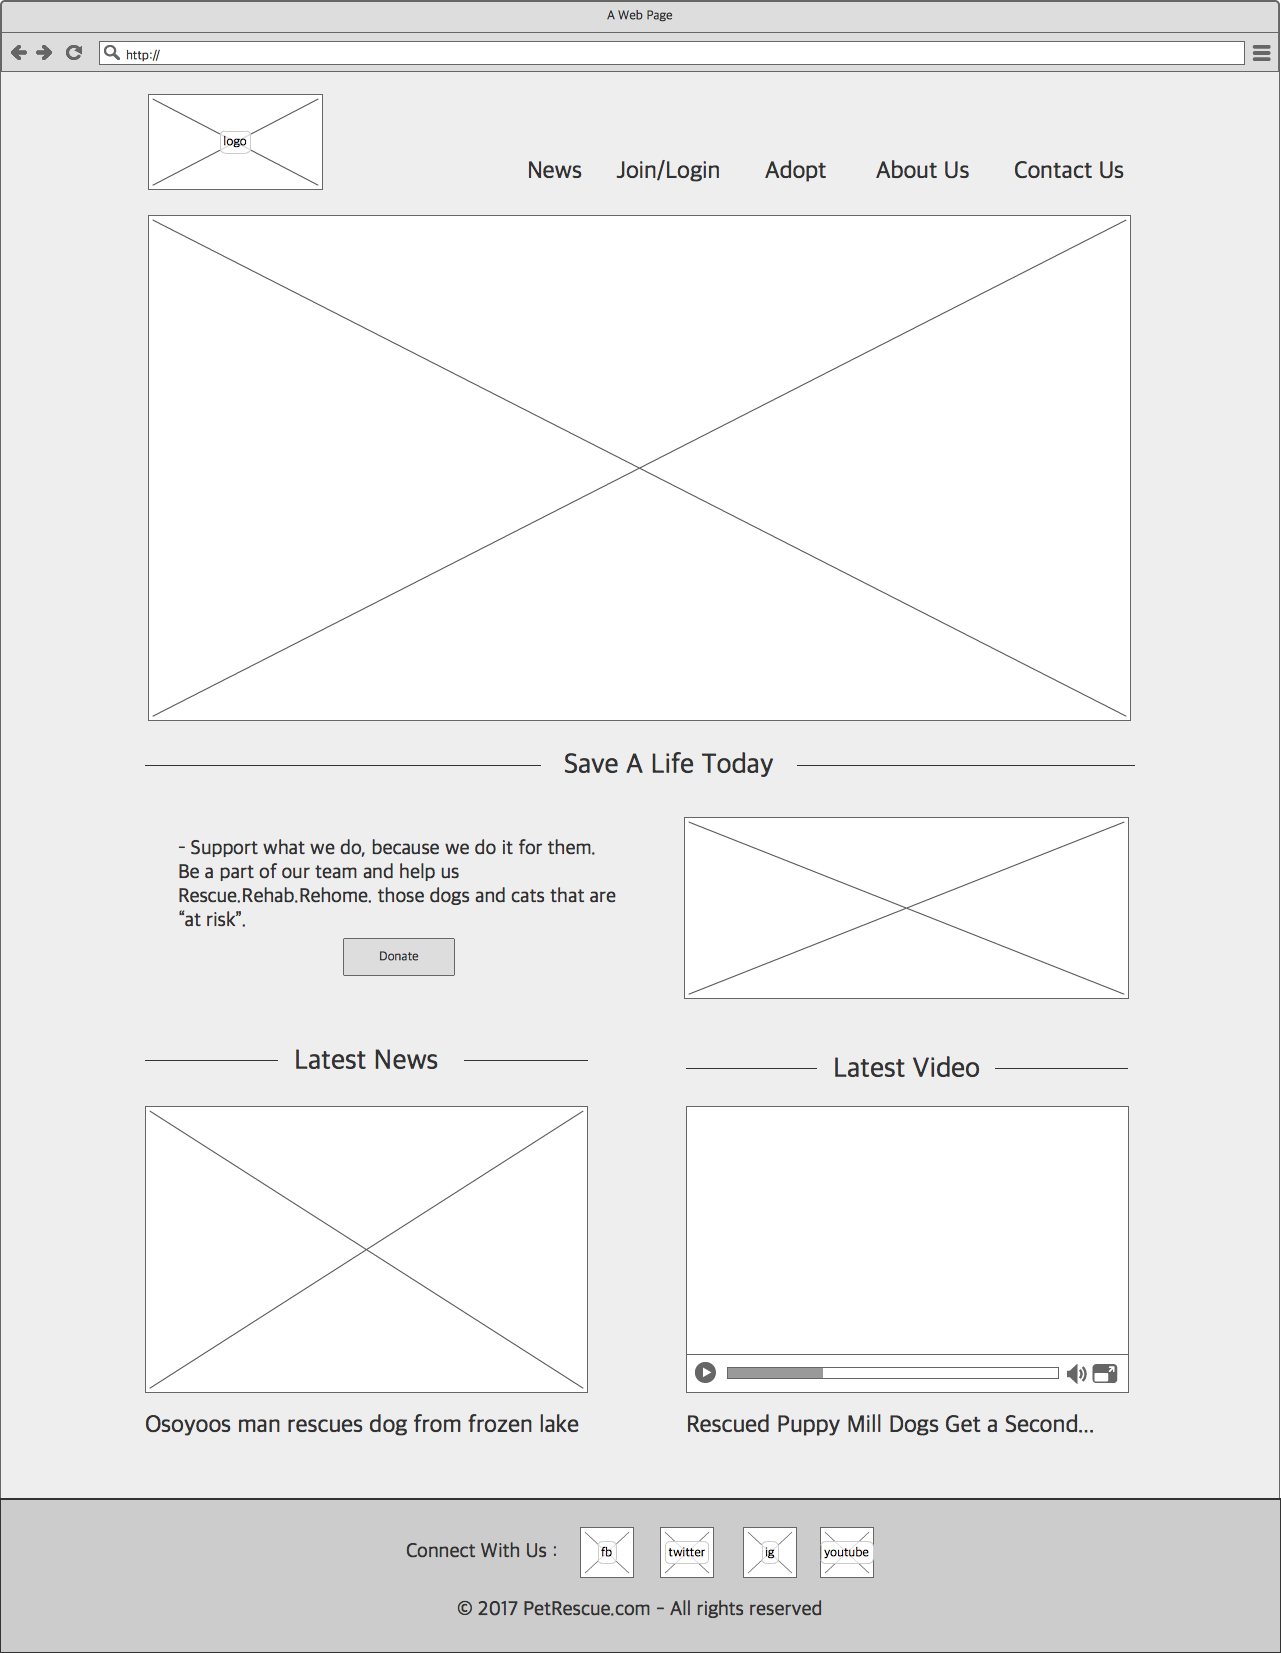 A Web Page
http://
logo
News Join/Login Adopt About Us Contact Us
Save A Life Today
- Support what we do, because we do it for them.
Be a part of our team and help us
Rescue.Rehab.Rehome. those dogs and cats that are
“at risk”.
Donate
Latest News
Latest Video
Osoyoos man rescues dog from frozen lake
Rescued Puppy Mill Dogs Get a Second...
Connect With Us : fb twitter ig youtube
© 2017 PetRescue.com - All rights reserved